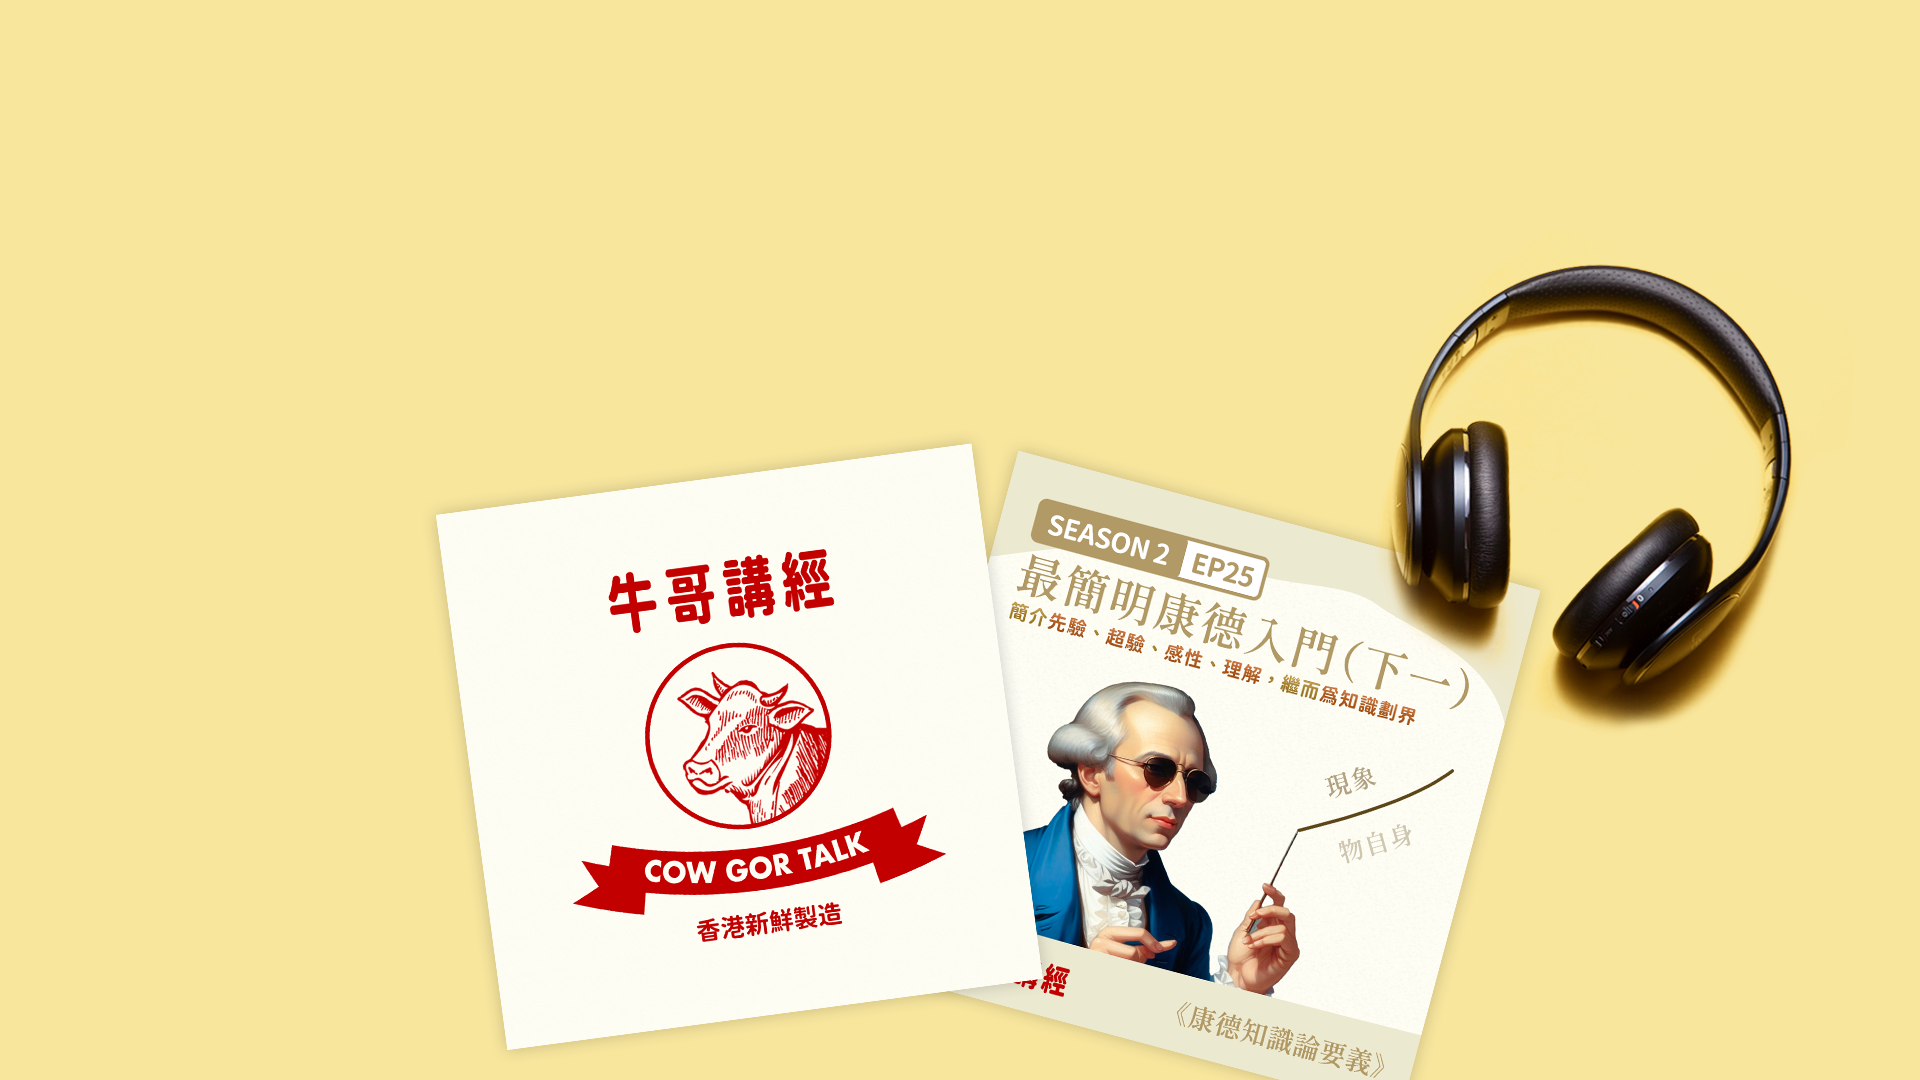 牛哥講經
COW GOR TALK
香港新鮮製造
SEASON 2 EP25
最簡明康德入門(下一)
簡介先驗、超驗、感性、理解，繼而為知識劃界
現象
物自身
講經
《康德知識論要義》